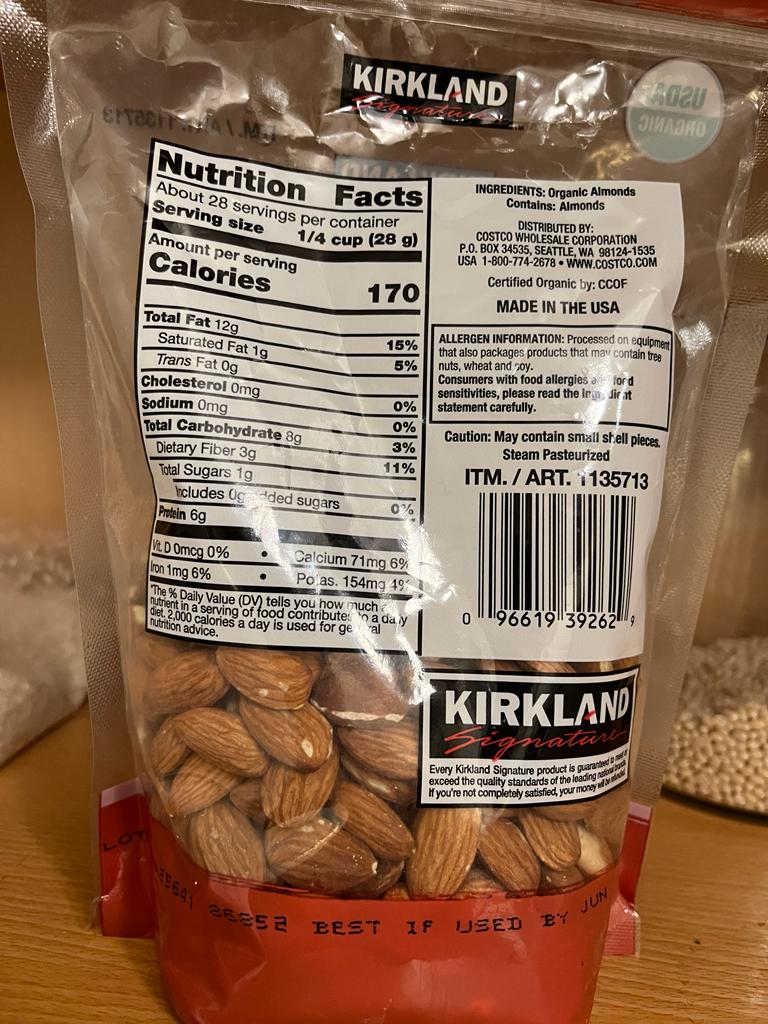 KIRKLAND
Signature
USDA
ORGANIC
ITM. / ART. 1135713
Nutrition Facts
About 28 servings per container
Serving size 1/4 cup (28 g)
Amount per serving
Calories 170
Total Fat 12g 15%
Saturated Fat 1g 5%
Trans Fat 0g
Cholesterol 0mg 0%
Sodium 0mg 0%
Total Carbohydrate 8g 3%
Dietary Fiber 3g 11%
Total Sugars 1g
Includes 0g added sugars 0%
Protein 6g
Vit. D 0mcg 0% • Calcium 71mg 6%
Iron 1mg 6% • Potas. 154mg 4%
*The % Daily Value (DV) tells you how much a
nutrient in a serving of food contributes to a daily
diet. 2,000 calories a day is used for general
nutrition advice.
INGREDIENTS: Organic Almonds
Contains: Almonds
DISTRIBUTED BY:
COSTCO WHOLESALE CORPORATION
P.O. BOX 34535, SEATTLE, WA 98124-1535
USA 1-800-774-2678 • WWW.COSTCO.COM
Certified Organic by: CCOF
MADE IN THE USA
ALLERGEN INFORMATION: Processed on equipment
that also packages products that may contain tree
nuts, wheat and soy.
Consumers with food allergies and food
sensitivities, please read the ingredient
statement carefully.
Caution: May contain small shell pieces.
Steam Pasteurized
ITM. / ART. 1135713
0 96619 39262 9
KIRKLAND
Signature
Every Kirkland Signature product is guaranteed to meet or
exceed the quality standards of the leading national brands.
If you're not completely satisfied, your money will be refunded.
LOT
86852 BEST IF USED BY JUN